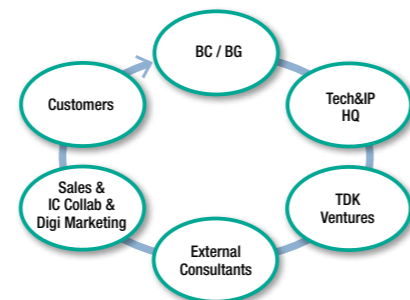 BC / BG
Tech&IP
HQ
TDK
Ventures
External
Consultants
Sales &
IC Collab &
Digi Marketing
Customers